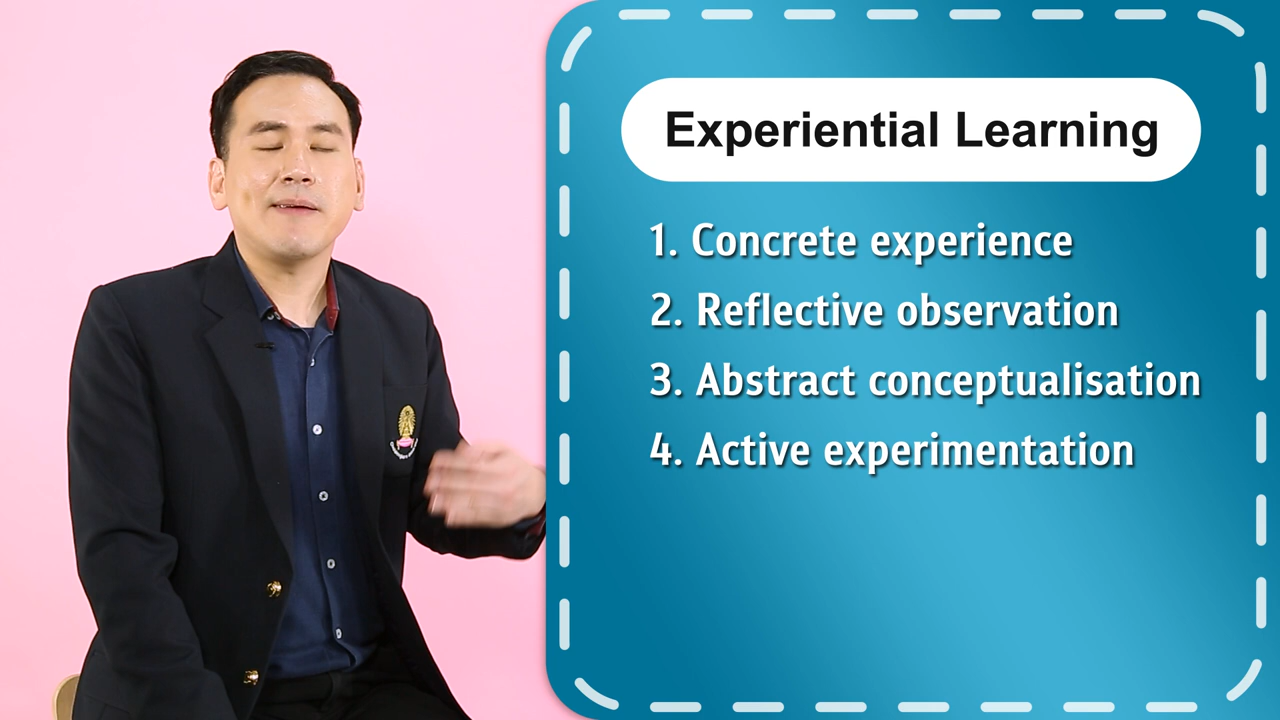 Experiential Learning
1. Concrete experience
2. Reflective observation
3. Abstract conceptualisation
4. Active experimentation